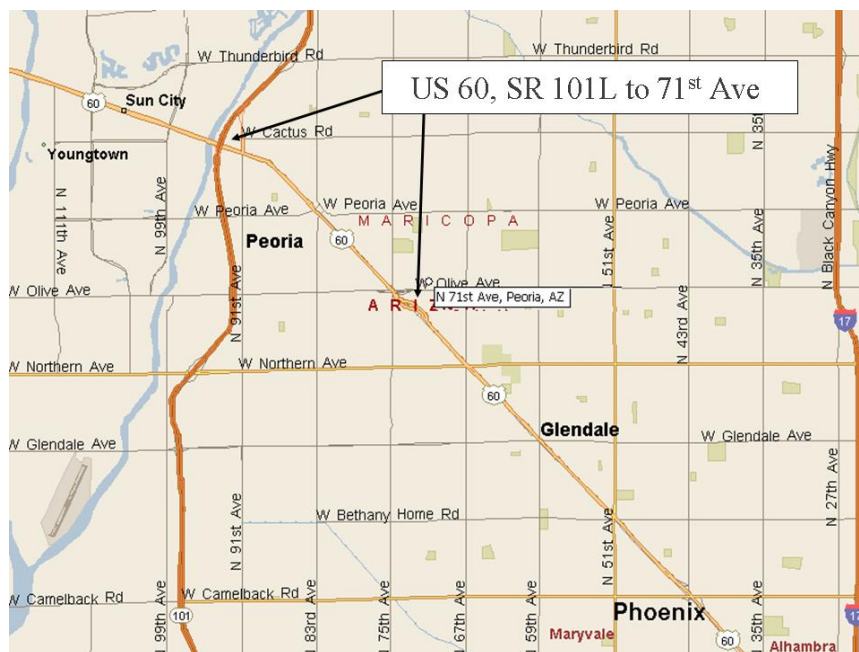 W Thunderbird Rd
W Thunderbird Rd
US 60, SR 101L to 71st Ave
60
Sun City
W Cactus Rd
N 35th
Youngtown
N 111th Ave
N 99th Ave
W Peoria Ave
W Peoria Ave
W Peoria Ave
MARICOPA
Peoria
60
N 51st Ave
N 35th Ave
N Black Canyon Hwy
W Olive Ave
W Olive Ave
N 71st Ave, Peoria, AZ
N 91st Ave
N 43rd Ave
17
W Northern Ave
W Northern Ave
60
Glendale
W Glendale Ave
W Glendale Ave
N 91st Ave
W Bethany Home Rd
N 51st Ave
N 27th Ave
W Camelback Rd
W Camelback Rd
101
N 99th Ave
N 83rd Ave
N 75th Ave
N 67th Ave
N 59th Ave
N 35th Ave
Phoenix
Maryvale
60
Alhambra
17